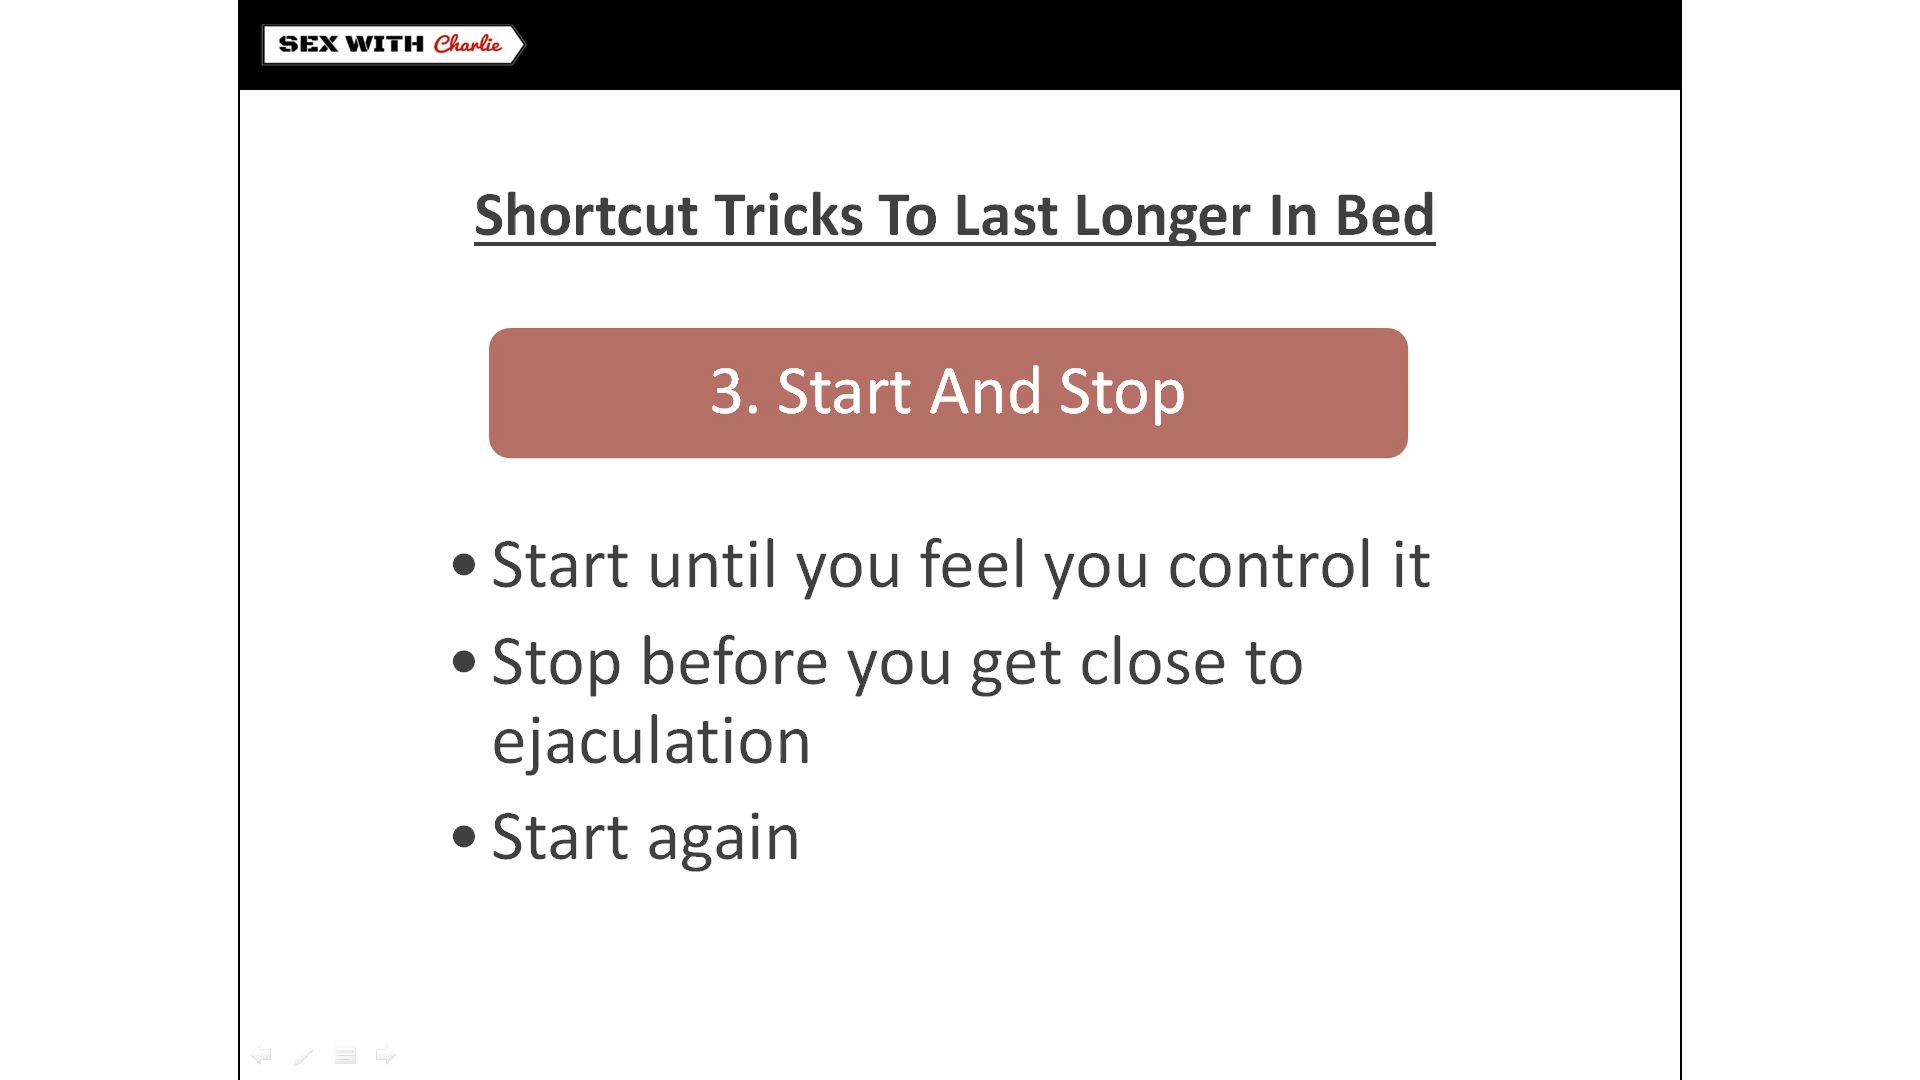 SEX WITH Charlie
Shortcut Tricks To Last Longer In Bed
3. Start And Stop
• Start until you feel you control it
• Stop before you get close to
ejaculation
• Start again